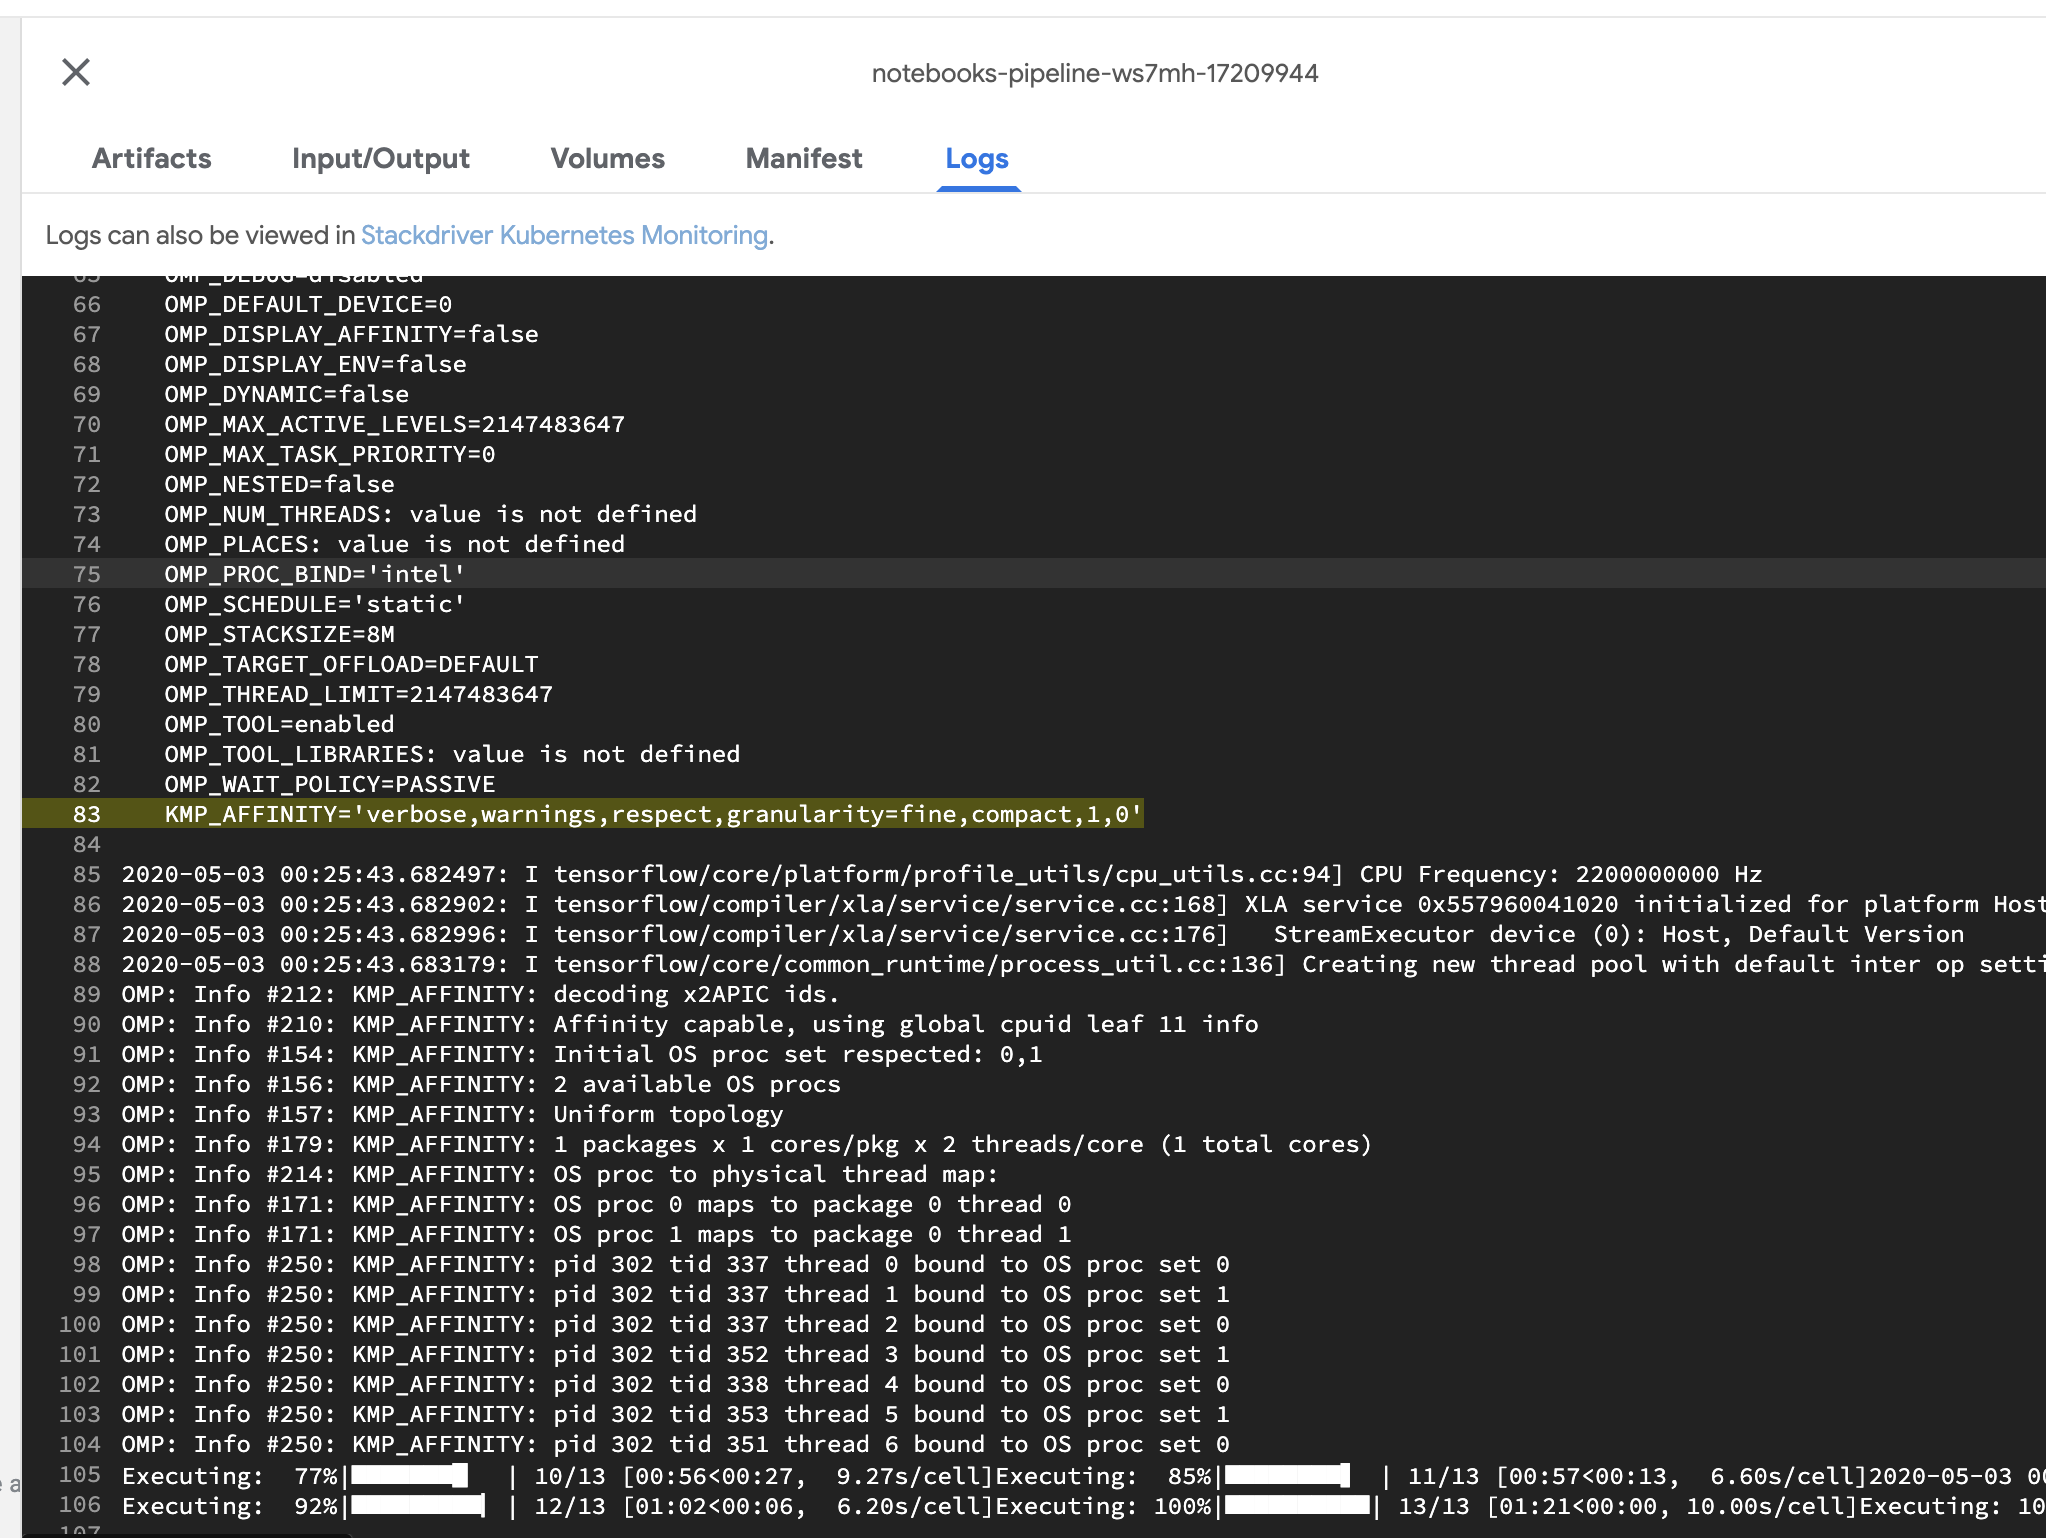 notebooks-pipeline-ws7mh-17209944
Artifacts Input/Output Volumes Manifest Logs
Logs can also be viewed in Stackdriver Kubernetes Monitoring.
65 OMP_DEBUG=disabled
66 OMP_DEFAULT_DEVICE=0
67 OMP_DISPLAY_AFFINITY=false
68 OMP_DISPLAY_ENV=false
69 OMP_DYNAMIC=false
70 OMP_MAX_ACTIVE_LEVELS=2147483647
71 OMP_MAX_TASK_PRIORITY=0
72 OMP_NESTED=false
73 OMP_NUM_THREADS: value is not defined
74 OMP_PLACES: value is not defined
75 OMP_PROC_BIND='intel'
76 OMP_SCHEDULE='static'
77 OMP_STACKSIZE=8M
78 OMP_TARGET_OFFLOAD=DEFAULT
79 OMP_THREAD_LIMIT=2147483647
80 OMP_TOOL=enabled
81 OMP_TOOL_LIBRARIES: value is not defined
82 OMP_WAIT_POLICY=PASSIVE
83 KMP_AFFINITY='verbose,warnings,respect,granularity=fine,compact,1,0'
84
85 2020-05-03 00:25:43.682497: I tensorflow/core/platform/profile_utils/cpu_utils.cc:94] CPU Frequency: 2200000000 Hz
86 2020-05-03 00:25:43.682902: I tensorflow/compiler/xla/service/service.cc:168] XLA service 0x557960041020 initialized for platform Host
87 2020-05-03 00:25:43.682996: I tensorflow/compiler/xla/service/service.cc:176] StreamExecutor device (0): Host, Default Version
88 2020-05-03 00:25:43.683179: I tensorflow/core/common_runtime/process_util.cc:136] Creating new thread pool with default inter op setti
89 OMP: Info #212: KMP_AFFINITY: decoding x2APIC ids.
90 OMP: Info #210: KMP_AFFINITY: Affinity capable, using global cpuid leaf 11 info
91 OMP: Info #154: KMP_AFFINITY: Initial OS proc set respected: 0,1
92 OMP: Info #156: KMP_AFFINITY: 2 available OS procs
93 OMP: Info #157: KMP_AFFINITY: Uniform topology
94 OMP: Info #179: KMP_AFFINITY: 1 packages x 1 cores/pkg x 2 threads/core (1 total cores)
95 OMP: Info #214: KMP_AFFINITY: OS proc to physical thread map:
96 OMP: Info #171: KMP_AFFINITY: OS proc 0 maps to package 0 thread 0
97 OMP: Info #171: KMP_AFFINITY: OS proc 1 maps to package 0 thread 1
98 OMP: Info #250: KMP_AFFINITY: pid 302 tid 337 thread 0 bound to OS proc set 0
99 OMP: Info #250: KMP_AFFINITY: pid 302 tid 337 thread 1 bound to OS proc set 1
100 OMP: Info #250: KMP_AFFINITY: pid 302 tid 337 thread 2 bound to OS proc set 0
101 OMP: Info #250: KMP_AFFINITY: pid 302 tid 352 thread 3 bound to OS proc set 1
102 OMP: Info #250: KMP_AFFINITY: pid 302 tid 338 thread 4 bound to OS proc set 0
103 OMP: Info #250: KMP_AFFINITY: pid 302 tid 353 thread 5 bound to OS proc set 1
104 OMP: Info #250: KMP_AFFINITY: pid 302 tid 351 thread 6 bound to OS proc set 0
105 Executing: 77%| | 10/13 [00:56<00:27, 9.27s/cell]Executing: 85%| | 11/13 [00:57<00:13, 6.60s/cell]2020-05-03 0
106 Executing: 92%| | 12/13 [01:02<00:06, 6.20s/cell]Executing: 100%| | 13/13 [01:21<00:00, 10.00s/cell]Executing: 10
107